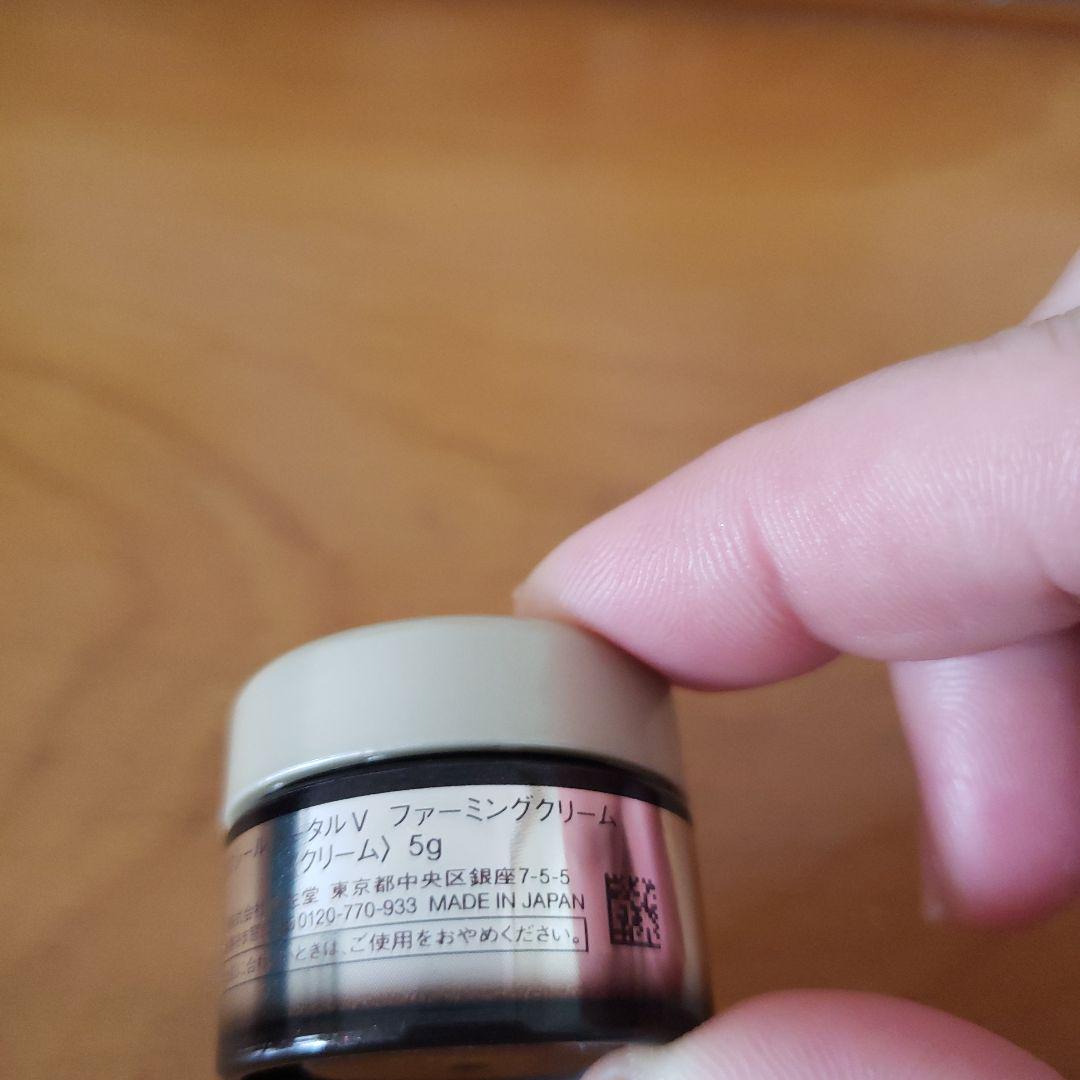 タルV ファーミングクリーム
クリーム〉 5g
堂 東京都中央区銀座7-5-5
0120-770-933 MADE IN JAPAN
ときは、ご使用をおやめください。